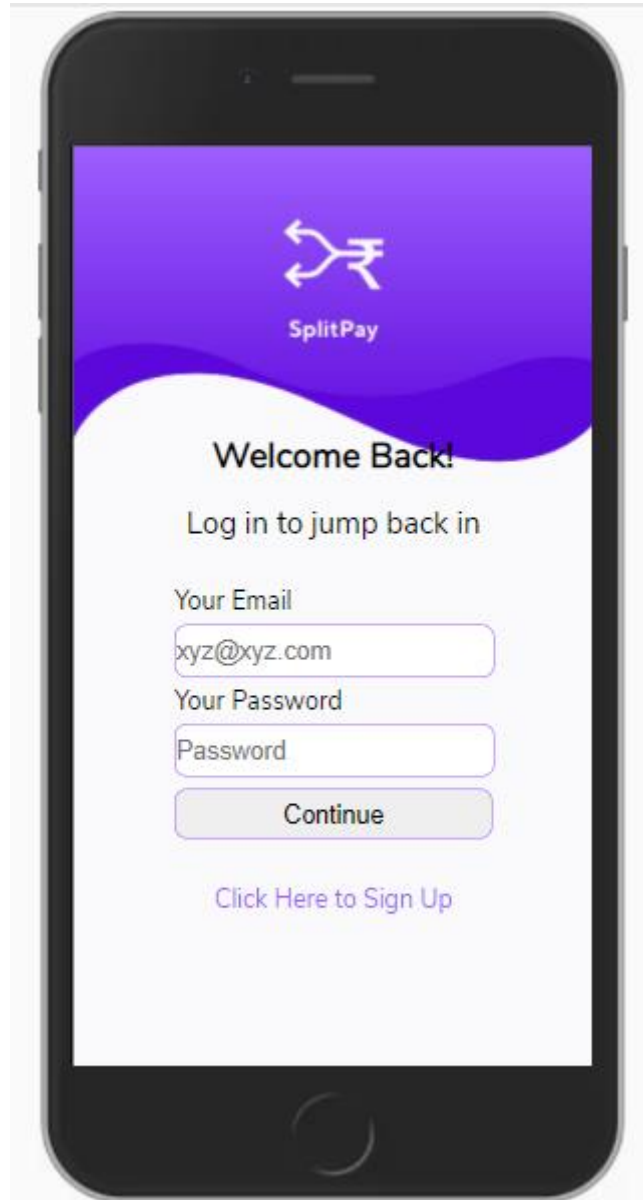 ₹
SplitPay
Welcome Back!
Log in to jump back in
Your Email
xyz@xyz.com
Your Password
Password
Continue
Click Here to Sign Up